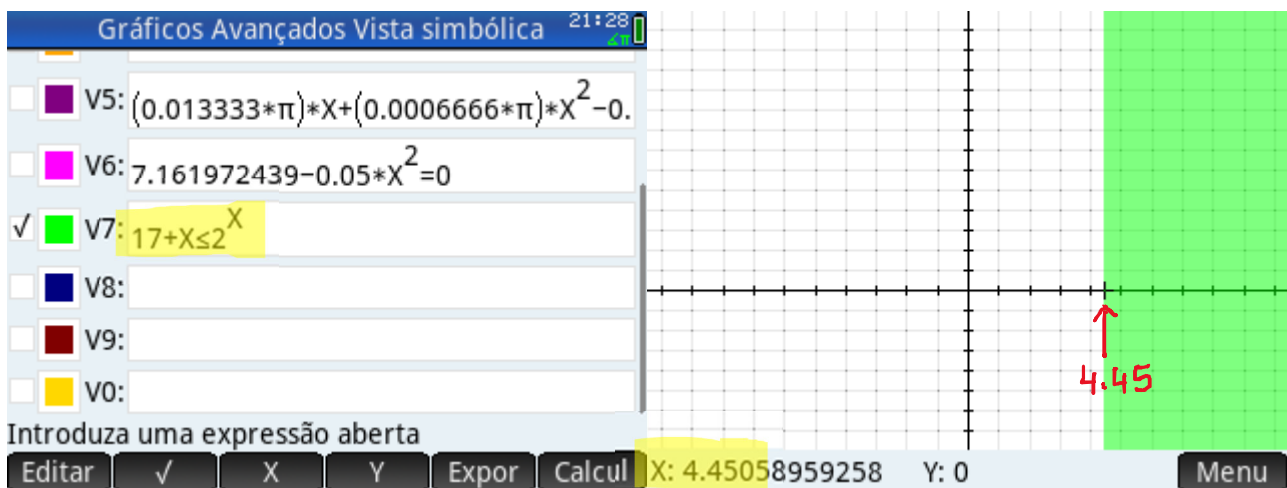 Gráficos Avançados Vista simbólica 21:28
∡π
V5: (0.013333*π)*X+(0.0006666*π)*X²−0.
V6: 7.161972439−0.05*X²=0
√ V7: 17+X≤2^X
V8:
V9:
V0:
Introduza uma expressão aberta
Editar √ X Y Expor Calcul
4.45
X: 4.45058959258 Y: 0 Menu